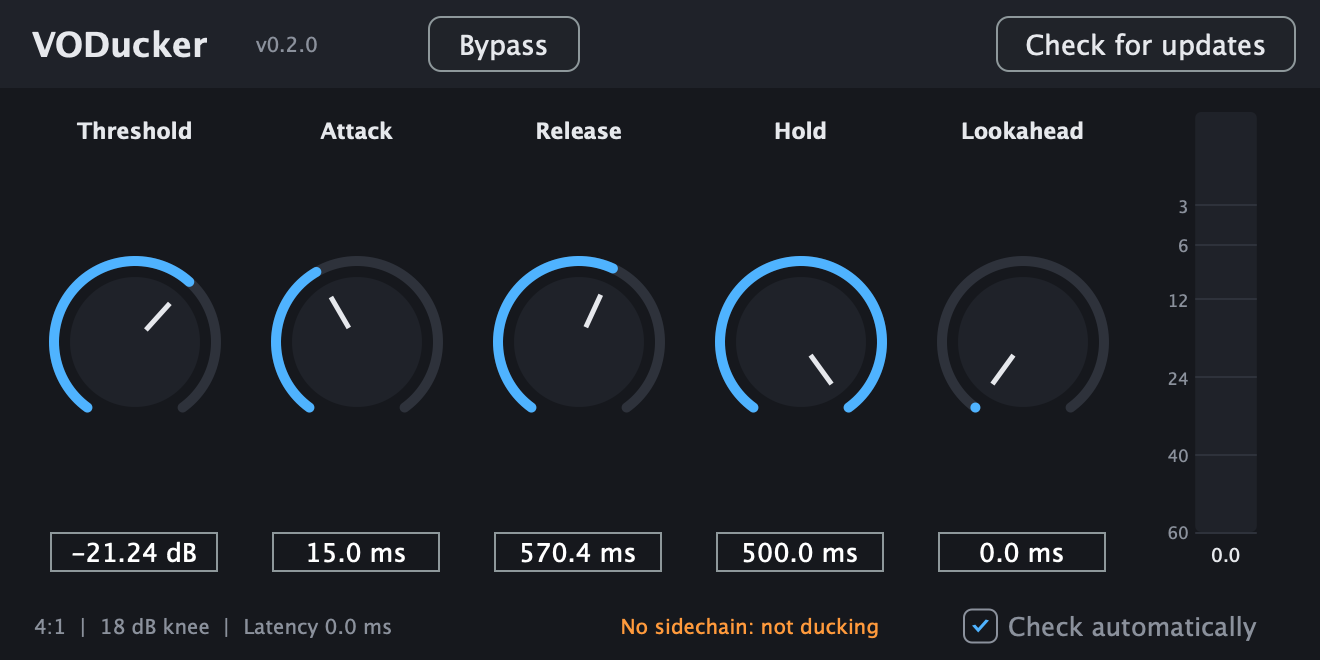 VODucker v0.2.0 Bypass Check for updates
Threshold Attack Release Hold Lookahead
3
6
12
24
40
60
0.0
−21.24 dB 15.0 ms 570.4 ms 500.0 ms 0.0 ms
4:1 | 18 dB knee | Latency 0.0 ms No sidechain: not ducking Check automatically